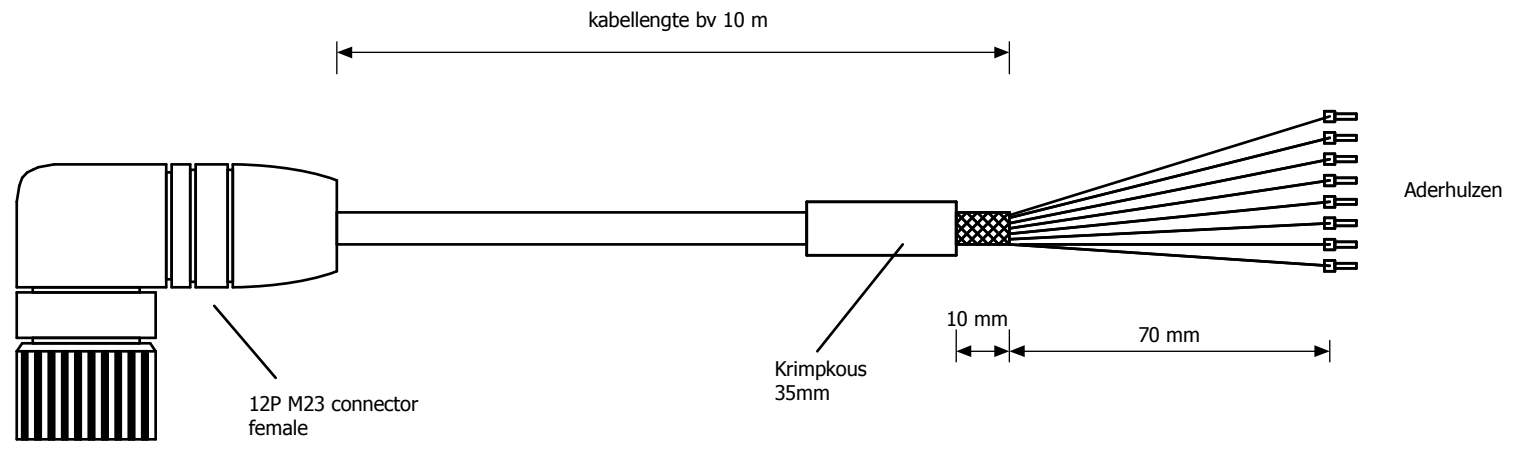 kabellengte bv 10 m
Aderhulzen
10 mm
70 mm
Krimpkous
35mm
12P M23 connector
female